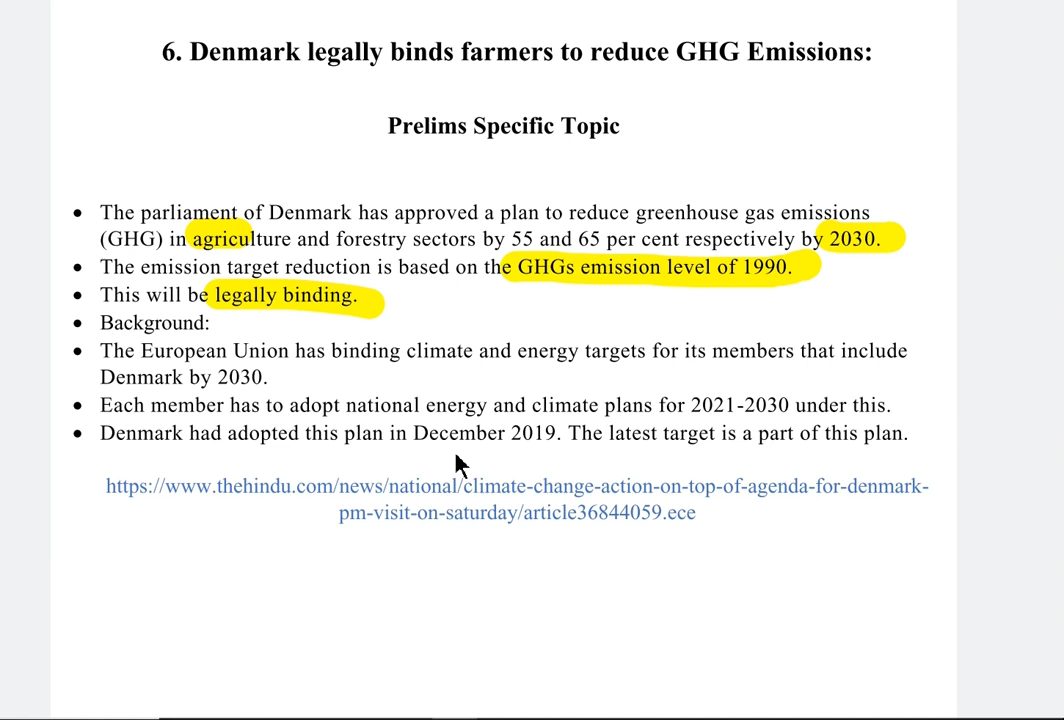 6. Denmark legally binds farmers to reduce GHG Emissions:
Prelims Specific Topic
• The parliament of Denmark has approved a plan to reduce greenhouse gas emissions
(GHG) in agriculture and forestry sectors by 55 and 65 per cent respectively by 2030.
• The emission target reduction is based on the GHGs emission level of 1990.
• This will be legally binding.
• Background:
• The European Union has binding climate and energy targets for its members that include
Denmark by 2030.
• Each member has to adopt national energy and climate plans for 2021-2030 under this.
• Denmark had adopted this plan in December 2019. The latest target is a part of this plan.
https://www.thehindu.com/news/national/climate-change-action-on-top-of-agenda-for-denmark-
pm-visit-on-saturday/article36844059.ece